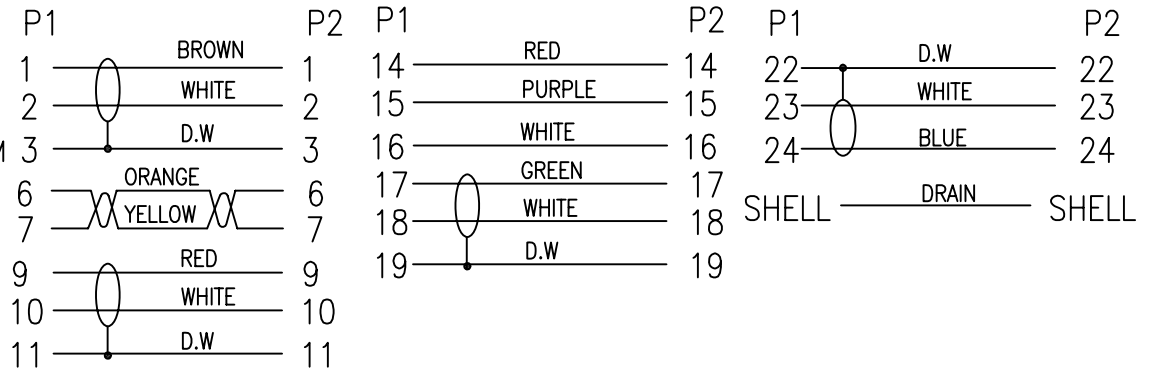 P1 P2
1 BROWN 1
2 WHITE 2
M 3 D.W 3
6 ORANGE 6
7 YELLOW 7
9 RED 9
10 WHITE 10
11 D.W 11
P1 P2
14 RED 14
15 PURPLE 15
16 WHITE 16
17 GREEN 17
18 WHITE 18
19 D.W 19
P1 P2
22 D.W 22
23 WHITE 23
24 BLUE 24
SHELL DRAIN SHELL